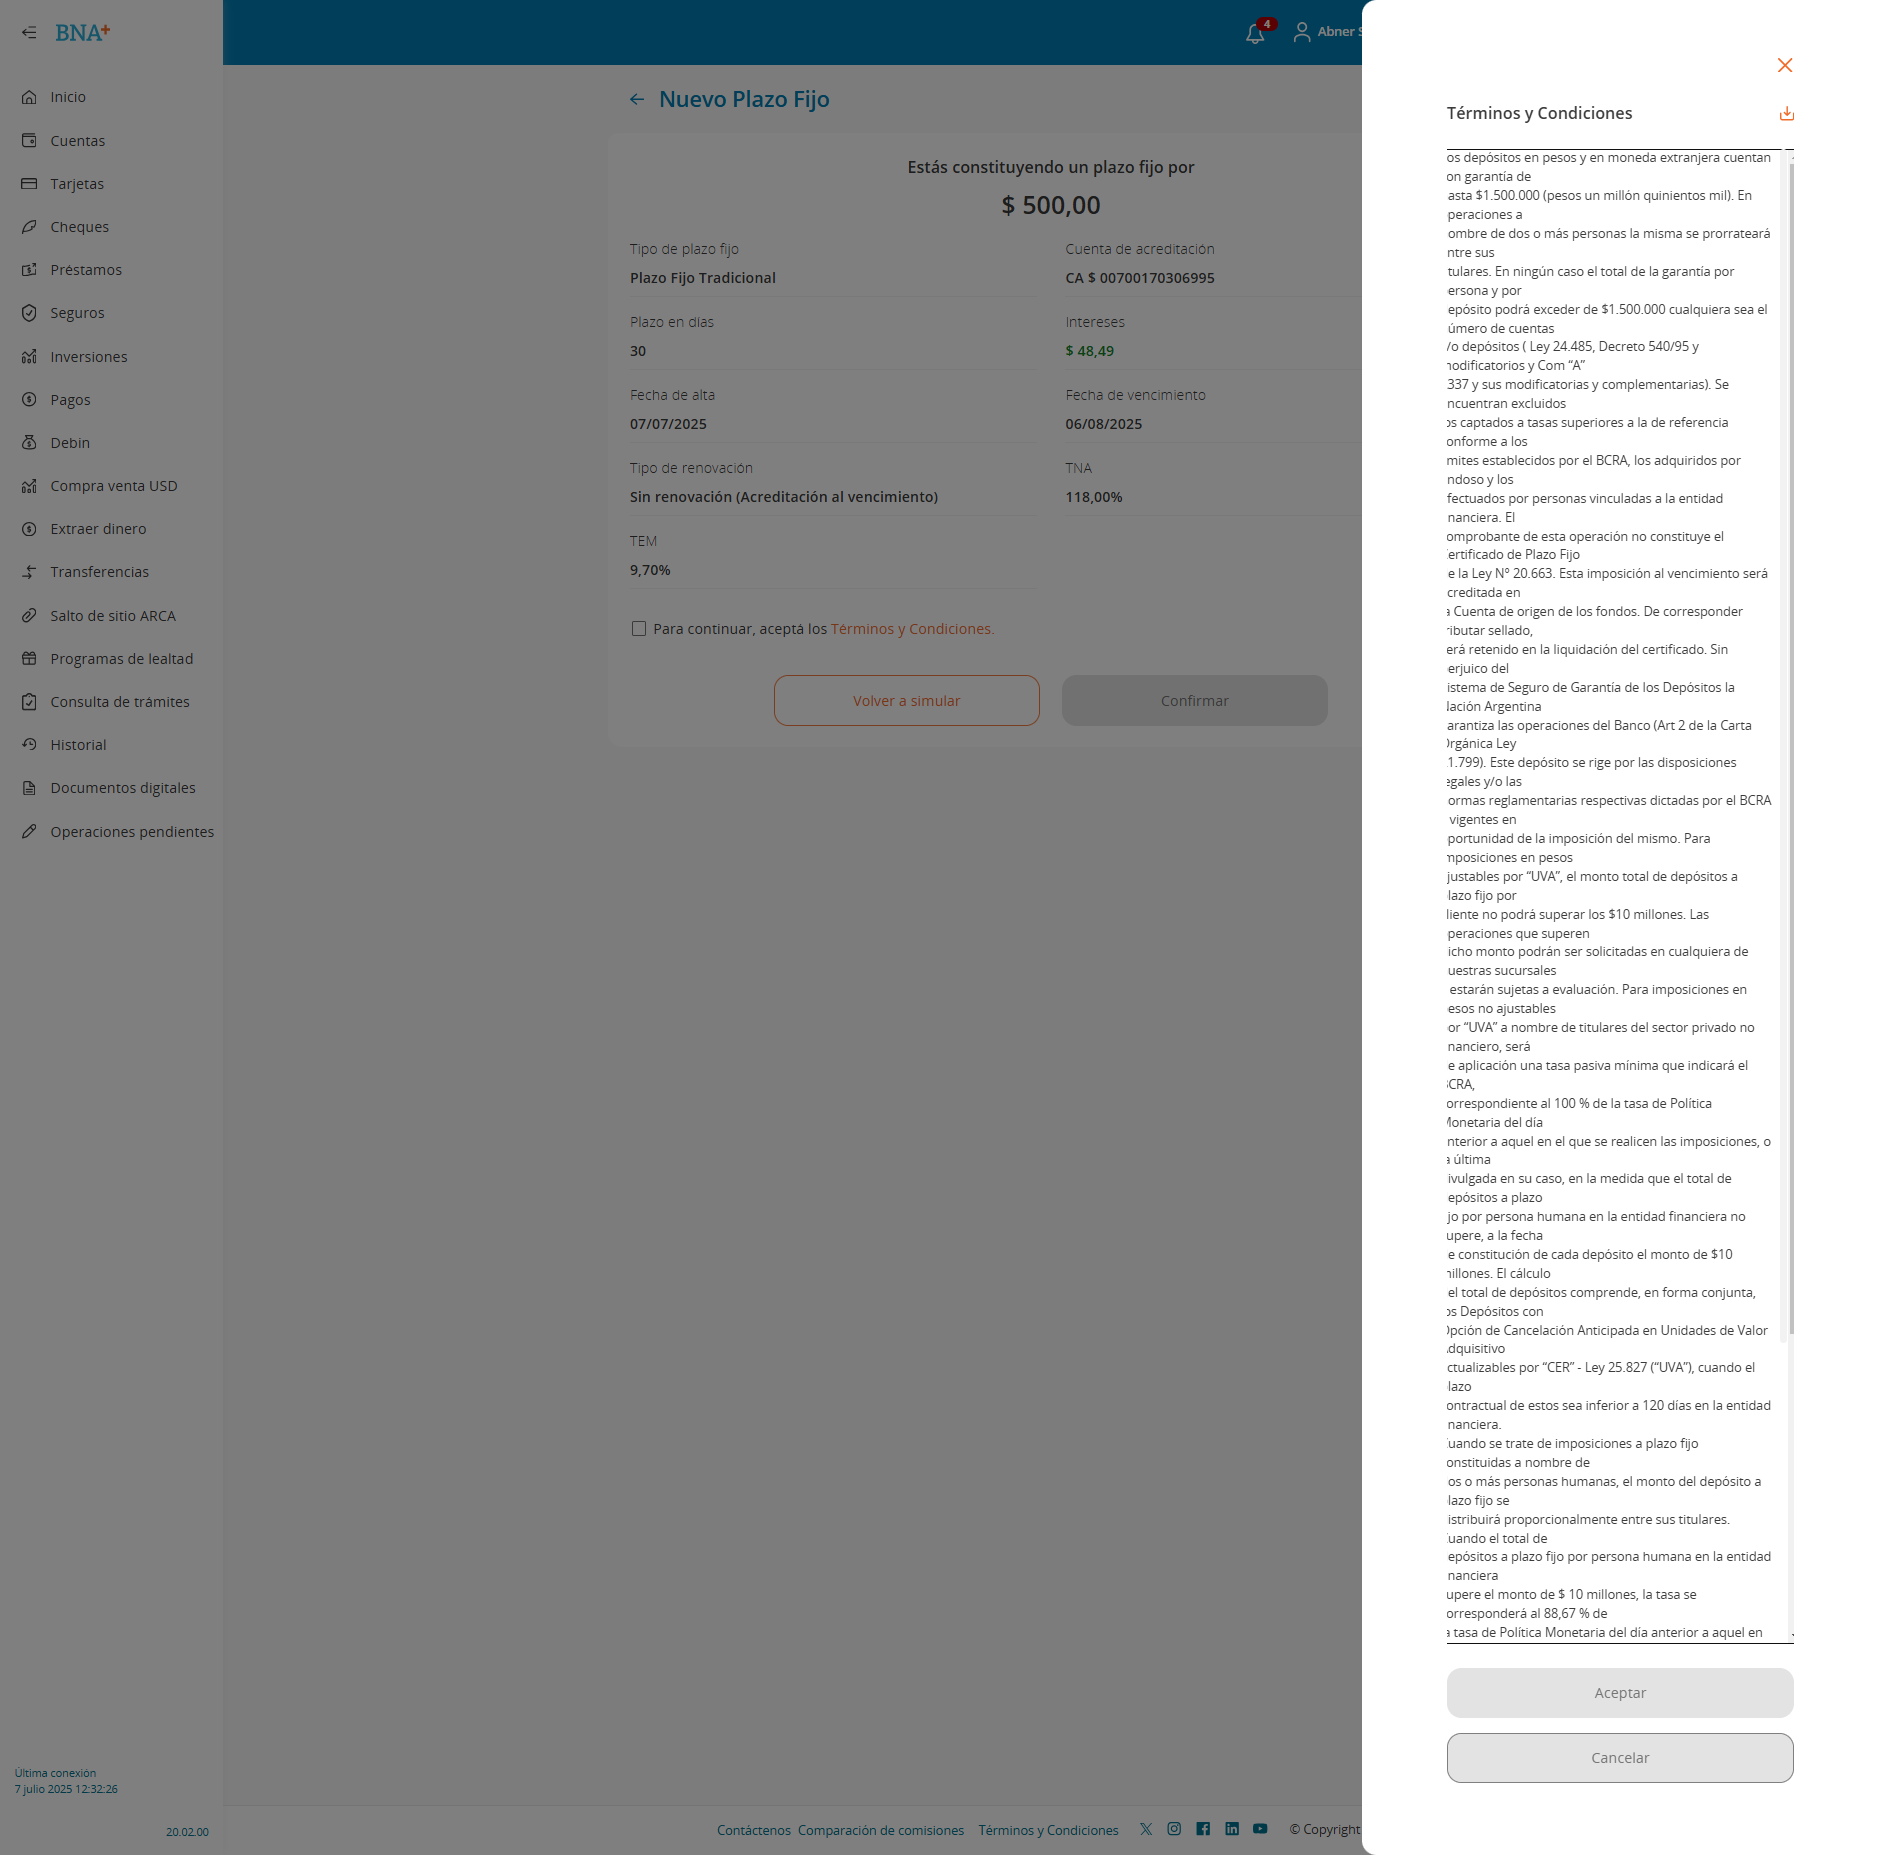 BNA+
Inicio
Cuentas
Tarjetas
Cheques
Préstamos
Seguros
Inversiones
Pagos
Debin
Compra venta USD
Extraer dinero
Transferencias
Salto de sitio ARCA
Programas de lealtad
Consulta de trámites
Historial
Documentos digitales
Operaciones pendientes
Última conexión
7 julio 2025 12:32:26
20.02.00
4
Abner S
Nuevo Plazo Fijo
Estás constituyendo un plazo fijo por
$ 500,00
Tipo de plazo fijo
Plazo Fijo Tradicional
Cuenta de acreditación
CA $ 00700170306995
Plazo en días
30
Intereses
$ 48,49
Fecha de alta
07/07/2025
Fecha de vencimiento
06/08/2025
Tipo de renovación
Sin renovación (Acreditación al vencimiento)
TNA
118,00%
TEM
9,70%
Para continuar, aceptá los Términos y Condiciones.
Volver a simular
Confirmar
Contáctenos
Comparación de comisiones
Términos y Condiciones
© Copyright
Términos y Condiciones
os depósitos en pesos y en moneda extranjera cuentan
on garantía de
asta $1.500.000 (pesos un millón quinientos mil). En
peraciones a
ombre de dos o más personas la misma se prorrateará
ntre sus
tulares. En ningún caso el total de la garantía por
ersona y por
epósito podrá exceder de $1.500.000 cualquiera sea el
úmero de cuentas
/o depósitos ( Ley 24.485, Decreto 540/95 y
nodificatorios y Com “A”
337 y sus modificatorias y complementarias). Se
ncuentran excluidos
os captados a tasas superiores a la de referencia
onforme a los
mites establecidos por el BCRA, los adquiridos por
ndoso y los
fectuados por personas vinculadas a la entidad
nanciera. El
omprobante de esta operación no constituye el
ertificado de Plazo Fijo
e la Ley Nº 20.663. Esta imposición al vencimiento será
creditada en
a Cuenta de origen de los fondos. De corresponder
ributar sellado,
erá retenido en la liquidación del certificado. Sin
erjuico del
istema de Seguro de Garantía de los Depósitos la
Nación Argentina
arantiza las operaciones del Banco (Art 2 de la Carta
Orgánica Ley
1.799). Este depósito se rige por las disposiciones
egales y/o las
ormas reglamentarias respectivas dictadas por el BCRA
vigentes en
portunidad de la imposición del mismo. Para
mposiciones en pesos
justables por “UVA”, el monto total de depósitos a
lazo fijo por
liente no podrá superar los $10 millones. Las
peraciones que superen
icho monto podrán ser solicitadas en cualquiera de
uestras sucursales
estarán sujetas a evaluación. Para imposiciones en
esos no ajustables
or “UVA” a nombre de titulares del sector privado no
nanciero, será
e aplicación una tasa pasiva mínima que indicará el
BCRA,
orrespondiente al 100 % de la tasa de Política
Monetaria del día
nterior a aquel en el que se realicen las imposiciones, o
a última
ivulgada en su caso, en la medida que el total de
epósitos a plazo
jo por persona humana en la entidad financiera no
upere, a la fecha
e constitución de cada depósito el monto de $10
millones. El cálculo
el total de depósitos comprende, en forma conjunta,
os Depósitos con
Opción de Cancelación Anticipada en Unidades de Valor
Adquisitivo
ctualizables por “CER” - Ley 25.827 (“UVA”), cuando el
lazo
ontractual de estos sea inferior a 120 días en la entidad
nanciera.
Cuando se trate de imposiciones a plazo fijo
onstituidas a nombre de
os o más personas humanas, el monto del depósito a
lazo fijo se
istribuirá proporcionalmente entre sus titulares.
Cuando el total de
epósitos a plazo fijo por persona humana en la entidad
nanciera
upere el monto de $ 10 millones, la tasa se
orresponderá al 88,67 % de
a tasa de Política Monetaria del día anterior a aquel en
Aceptar
Cancelar